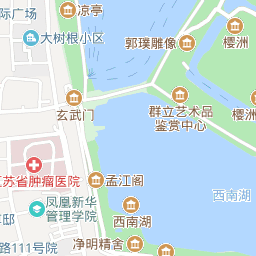 凉亭
际广场
大树根小区
郭璞雕像
樱洲
玄武门
群立艺术品
鉴赏中心
樱洲
苏省肿瘤医院
孟江阁
西南湖
西南湖
凤凰新华
管理学院
邸
路111号院
净明精舍